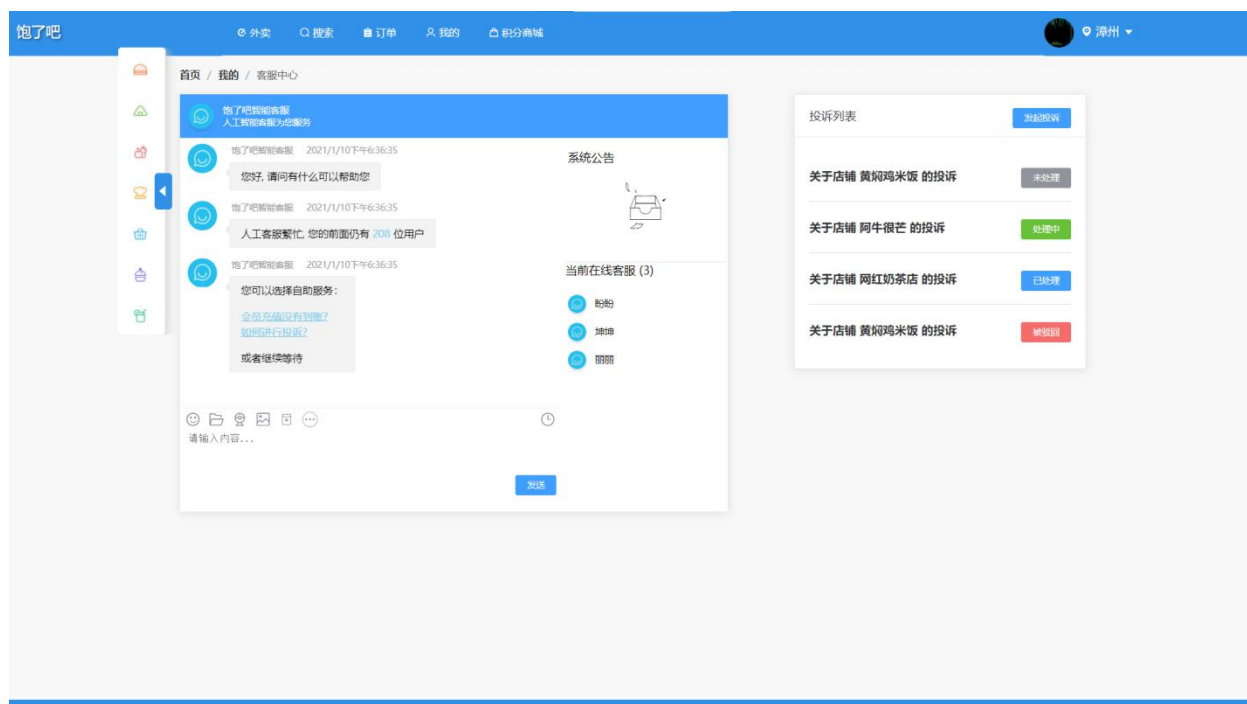 饱了吧
外卖 搜索 订单 我的 积分商城
漳州
首页 / 我的 / 客服中心
饱了吧智能客服
人工智能客服为您服务
饱了吧智能客服 2021/1/10下午6:36:35
您好, 请问有什么可以帮助您
饱了吧智能客服 2021/1/10下午6:36:35
人工客服繁忙, 您的前面仍有 208 位用户
饱了吧智能客服 2021/1/10下午6:36:35
您可以选择自助服务:
会员充值没有到账?
如何进行投诉?
或者继续等待
系统公告
当前在线客服 (3)
盼盼
坤坤
丽丽
请输入内容...
发送
投诉列表
发起投诉
关于店铺 黄焖鸡米饭 的投诉 未处理
关于店铺 阿牛很芒 的投诉 处理中
关于店铺 网红奶茶店 的投诉 已处理
关于店铺 黄焖鸡米饭 的投诉 被驳回